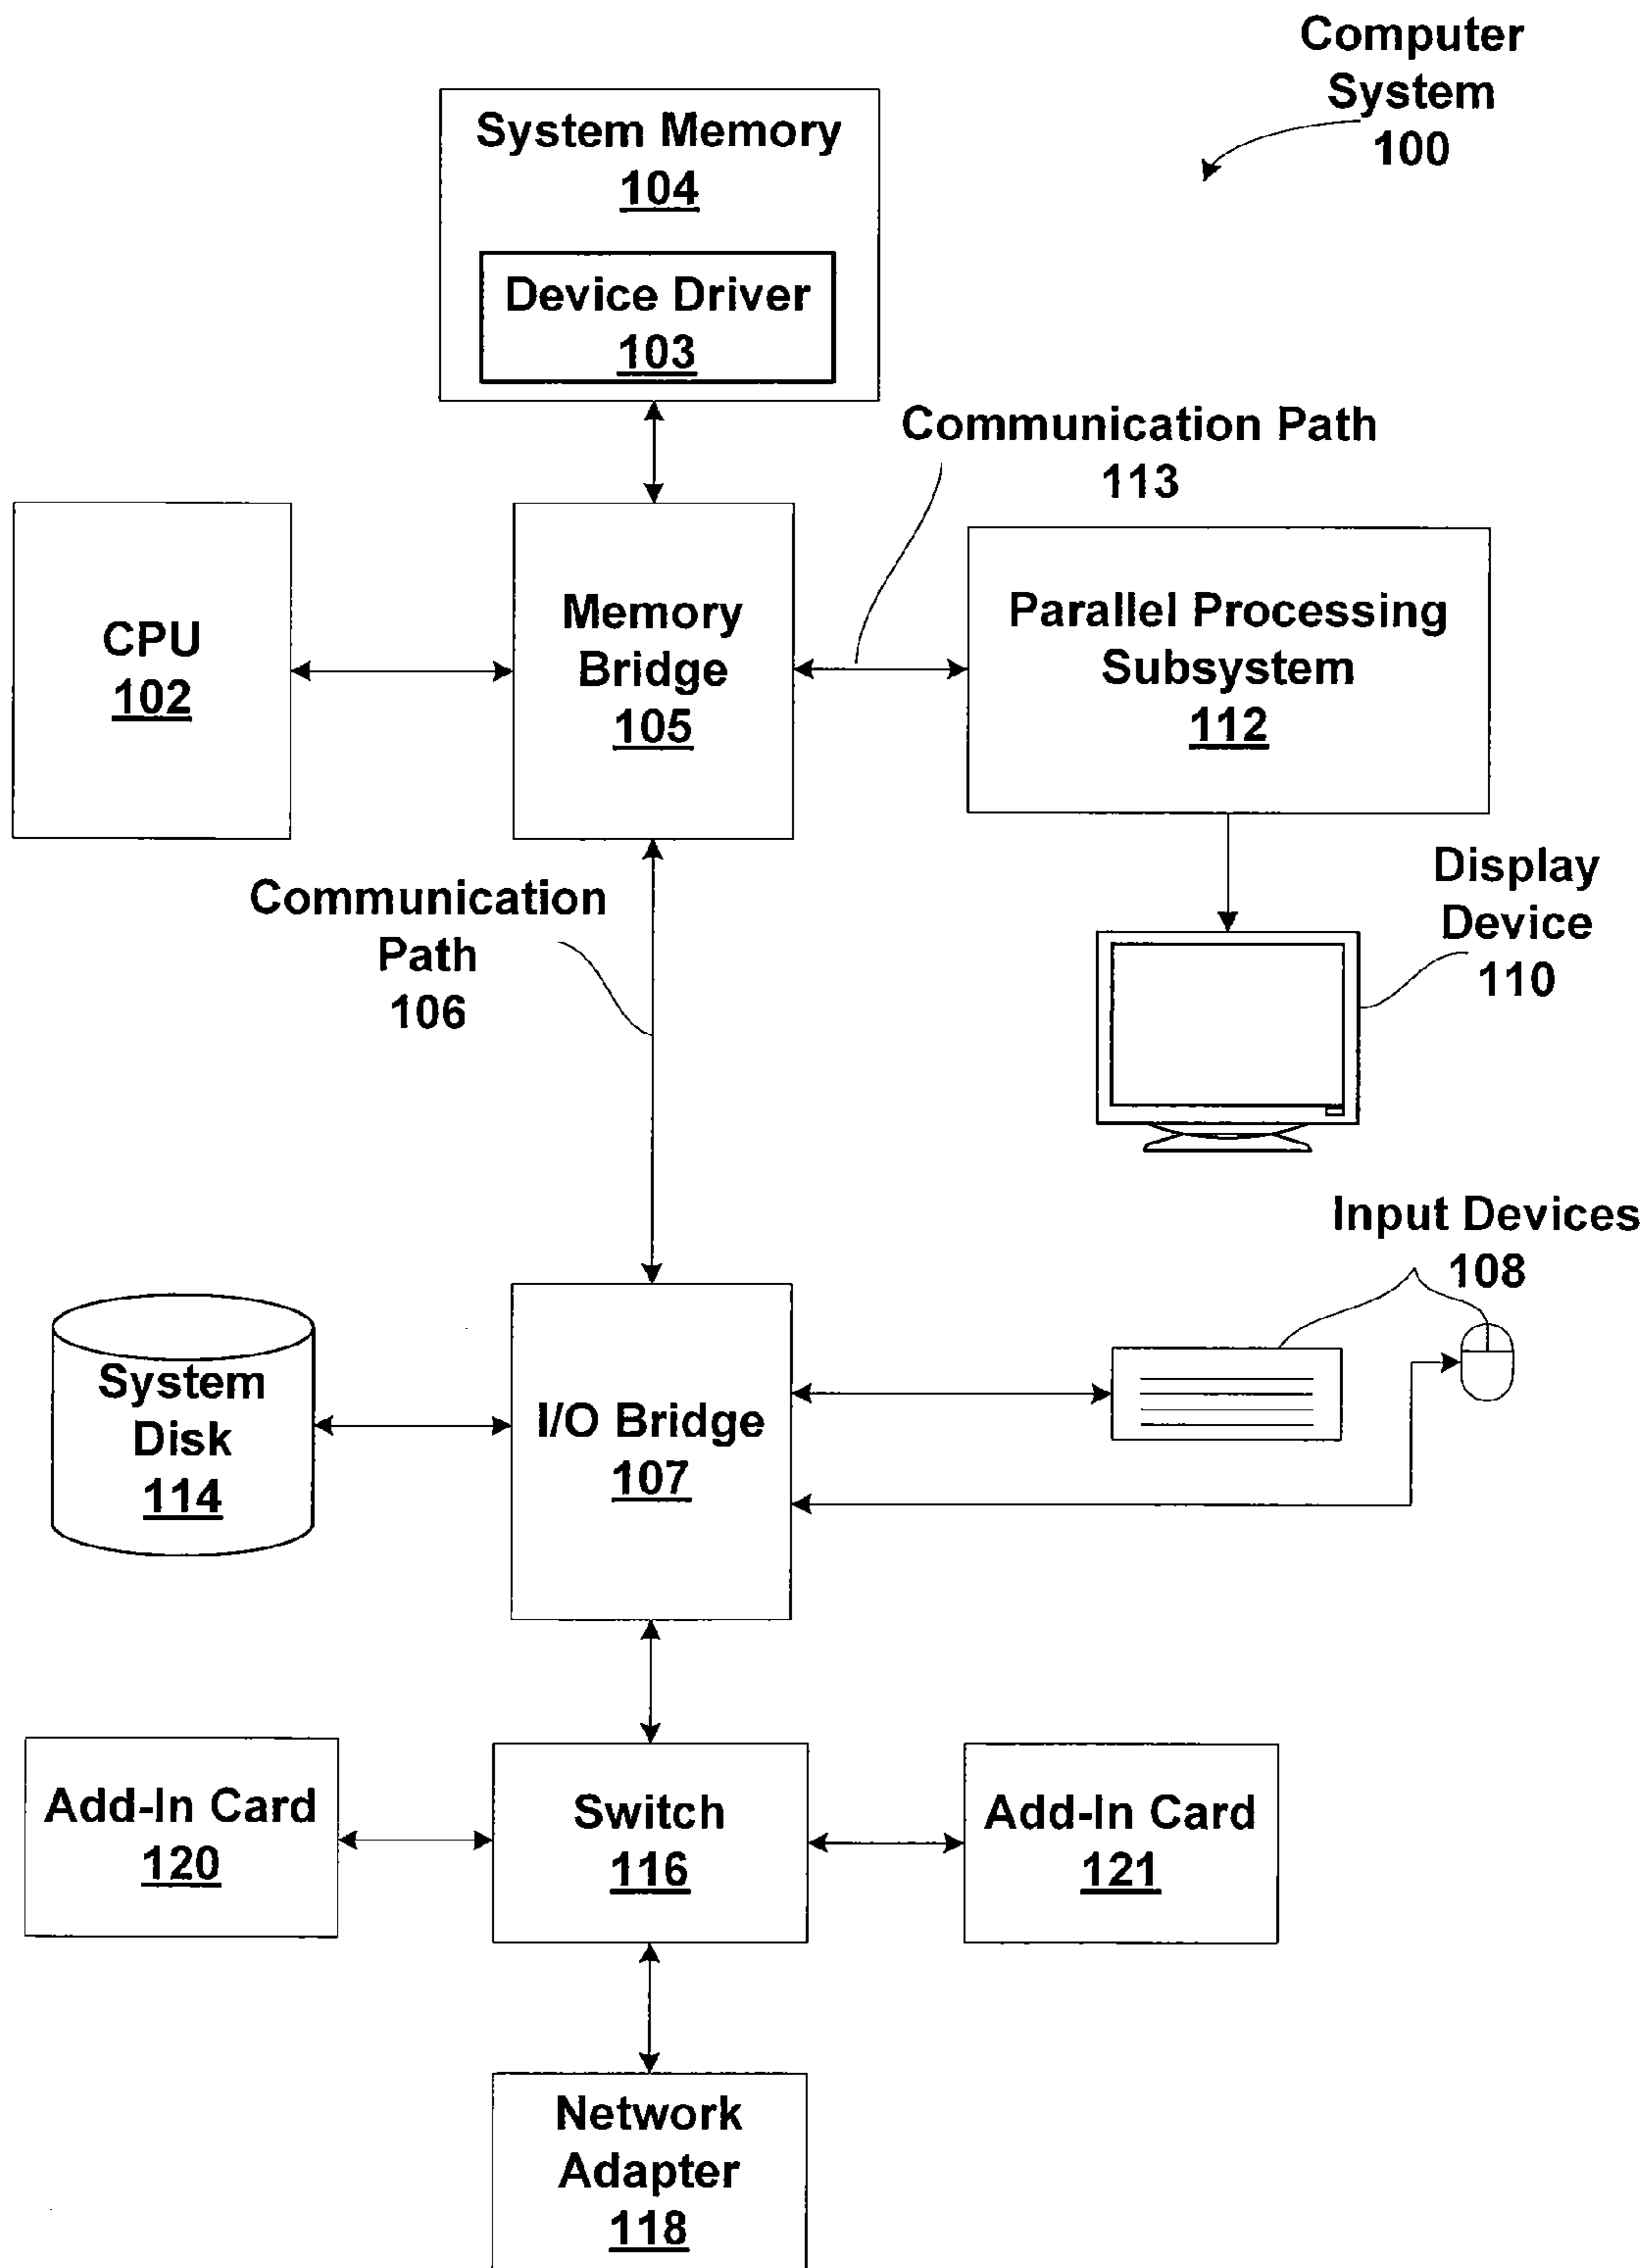 Computer
System
100
System Memory
104
Device Driver
103
Communication Path
113
CPU
102
Memory
Bridge
105
Parallel Processing
Subsystem
112
Communication
Path
106
Display
Device
110
Input Devices
108
System
Disk
114
I/O Bridge
107
Add-In Card
120
Switch
116
Add-In Card
121
Network
Adapter
118